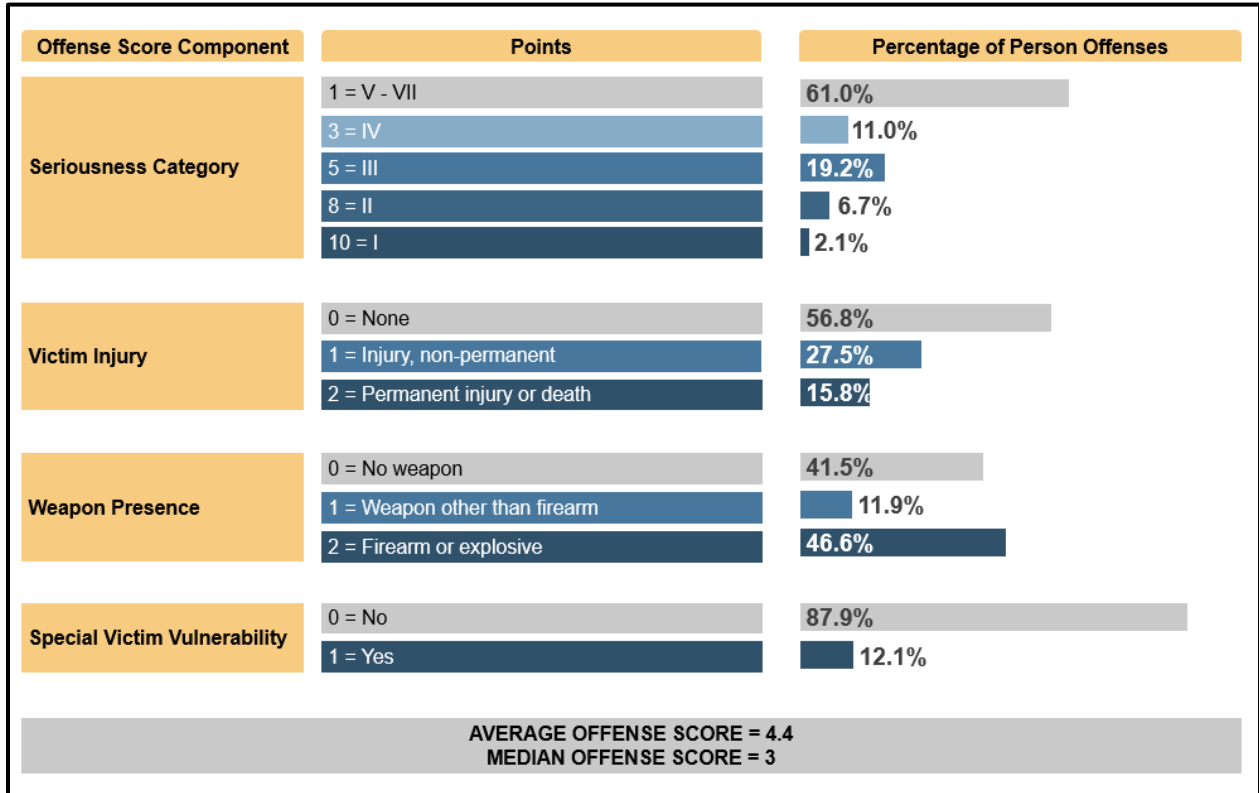 Offense Score Component Points Percentage of Person Offenses
Seriousness Category
1 = V - VII 61.0%
3 = IV 11.0%
5 = III 19.2%
8 = II 6.7%
10 = I 2.1%
Victim Injury
0 = None 56.8%
1 = Injury, non-permanent 27.5%
2 = Permanent injury or death 15.8%
Weapon Presence
0 = No weapon 41.5%
1 = Weapon other than firearm 11.9%
2 = Firearm or explosive 46.6%
Special Victim Vulnerability
0 = No 87.9%
1 = Yes 12.1%
AVERAGE OFFENSE SCORE = 4.4
MEDIAN OFFENSE SCORE = 3